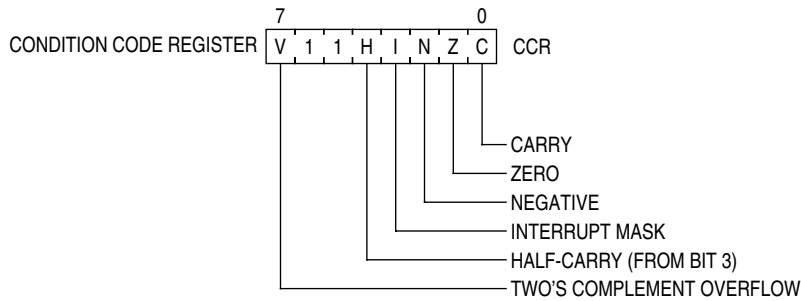 7 0
CONDITION CODE REGISTER V 1 1 H I N Z C CCR
CARRY
ZERO
NEGATIVE
INTERRUPT MASK
HALF-CARRY (FROM BIT 3)
TWO'S COMPLEMENT OVERFLOW